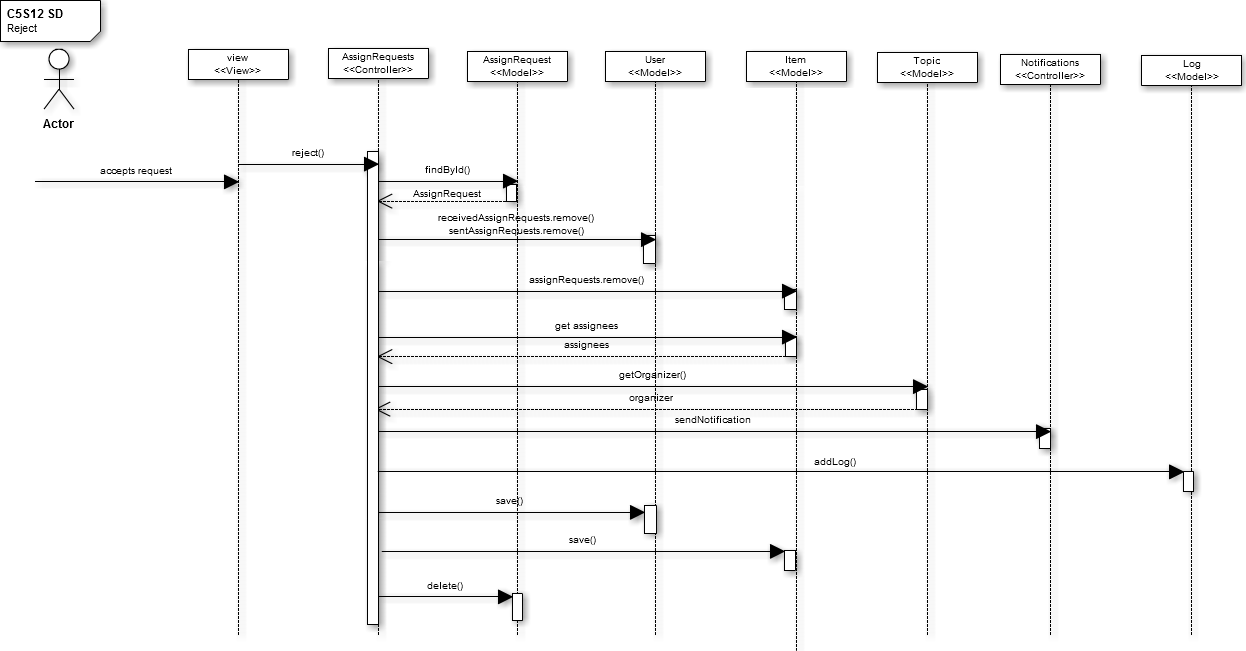 C5S12 SD
Reject
Actor
view
<<View>>
AssignRequests
<<Controller>>
AssignRequest
<<Model>>
User
<<Model>>
Item
<<Model>>
Topic
<<Model>>
Notifications
<<Controller>>
Log
<<Model>>
reject()
accepts request
findById()
AssignRequest
receivedAssignRequests.remove()
sentAssignRequests.remove()
assignRequests.remove()
get assignees
assignees
getOrganizer()
organizer
sendNotification
addLog()
save()
save()
delete()